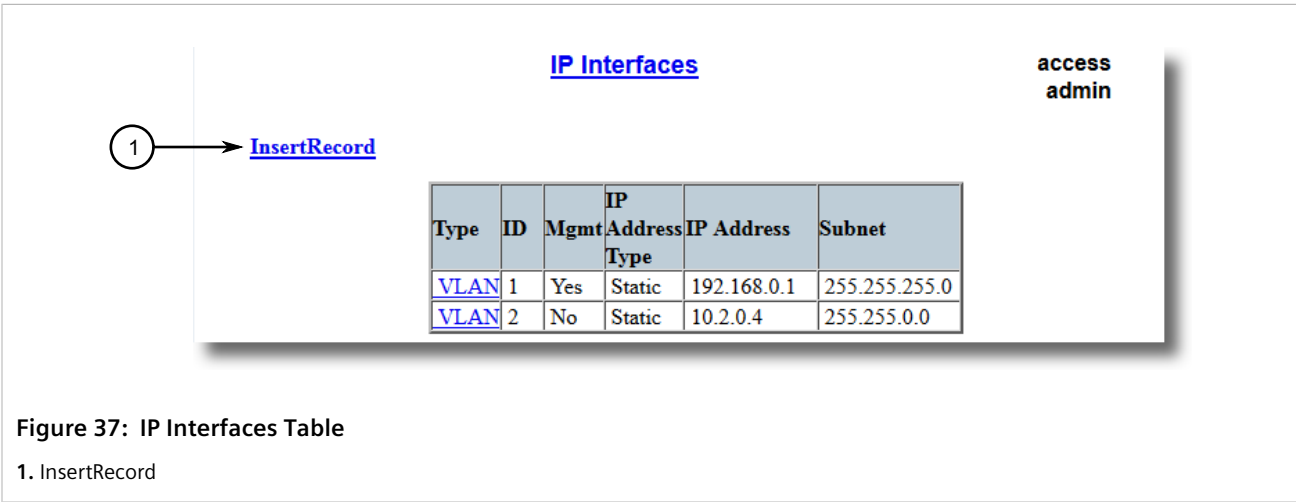 IP Interfaces
access
admin
1
InsertRecord
Type ID Mgmt IP Address Type IP Address Subnet
VLAN 1 Yes Static 192.168.0.1 255.255.255.0
VLAN 2 No Static 10.2.0.4 255.255.0.0
Figure 37: IP Interfaces Table
1. InsertRecord